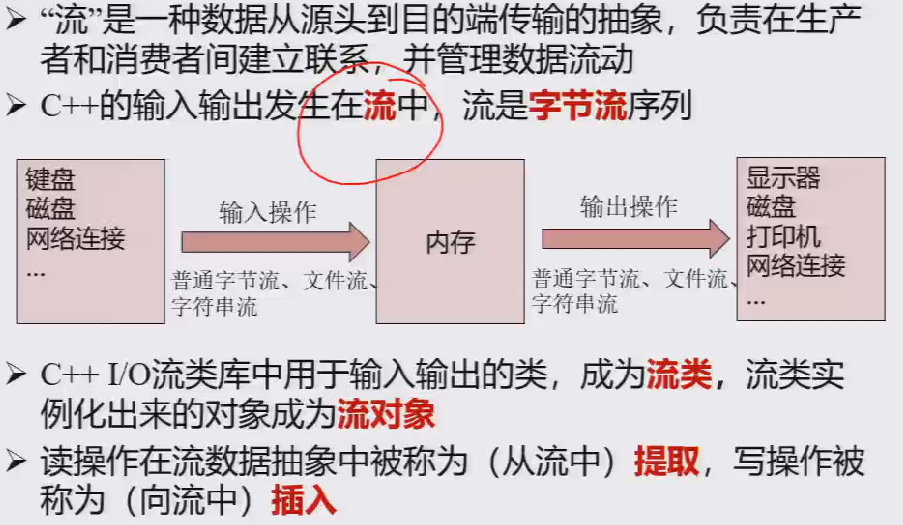 “流”是一种数据从源头到目的端传输的抽象，负责在生产
者和消费者间建立联系，并管理数据流动
C++的输入输出发生在流中，流是字节流序列
键盘
磁盘
网络连接
...
输入操作
普通字节流、文件流、
字符串流
内存
输出操作
普通字节流、文件流、
字符串流
显示器
磁盘
打印机
网络连接
...
C++ I/O流类库中用于输入输出的类，成为流类，流类实
例化出来的对象成为流对象
读操作在流数据抽象中被称为（从流中）提取，写操作被
称为（向流中）插入